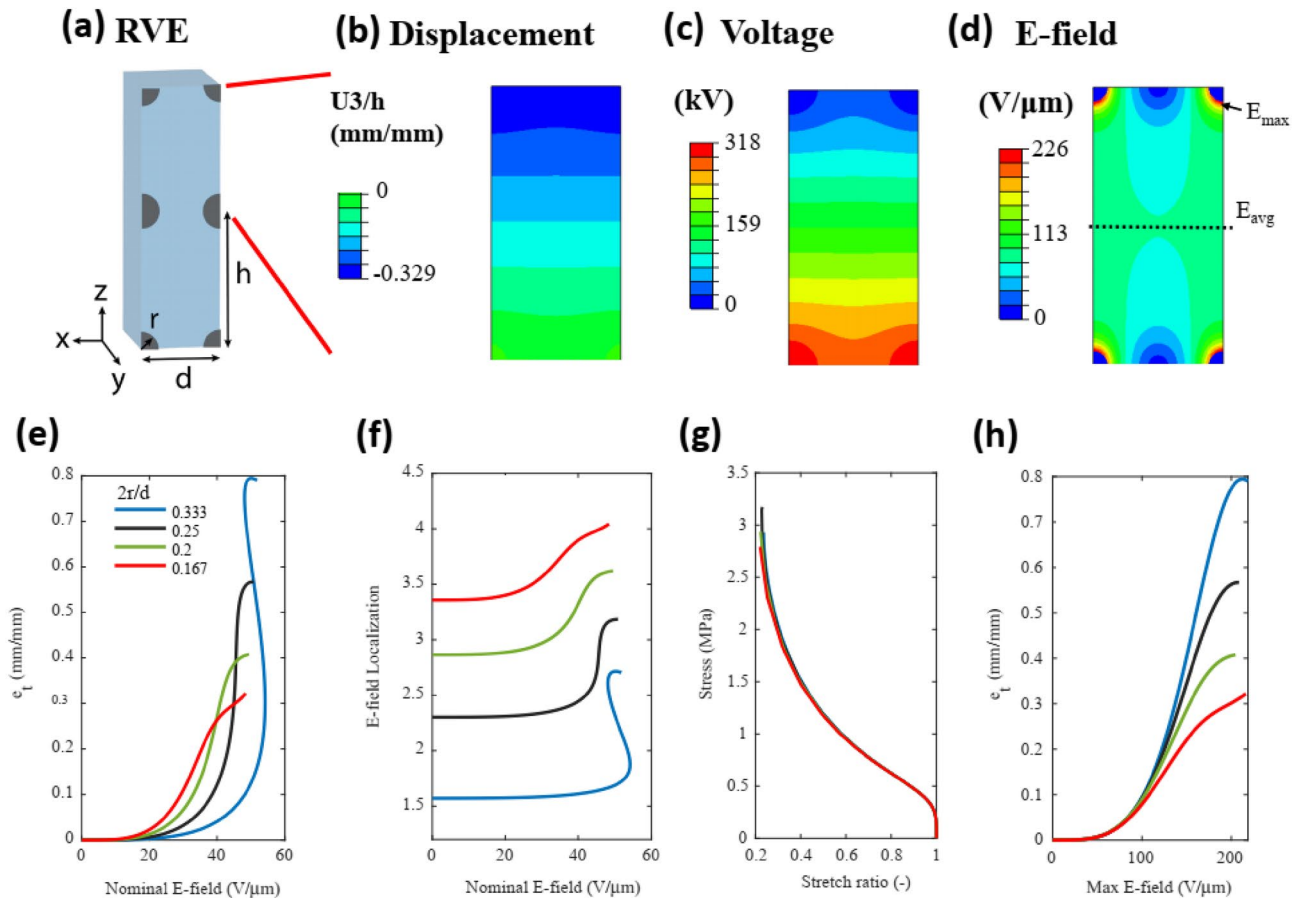 (a) RVE
z
x
y
r
d
h
(b) Displacement
U3/h
(mm/mm)
0
-0.329
(c) Voltage
(kV)
318
159
0
(d) E-field
(V/μm)
226
113
0
E_max
E_avg
(e)
0.8
0.7
0.6
0.5
0.4
0.3
0.2
0.1
0
e_t (mm/mm)
2r/d
0.333
0.25
0.2
0.167
0 20 40 60
Nominal E-field (V/μm)
(f)
4.5
4
3.5
3
2.5
2
1.5
E-field Localization
0 20 40 60
Nominal E-field (V/μm)
(g)
3.5
3
2.5
2
1.5
1
0.5
0
Stress (MPa)
0.2 0.4 0.6 0.8 1
Stretch ratio (-)
(h)
0.8
0.7
0.6
0.5
0.4
0.3
0.2
0.1
0
e_t (mm/mm)
0 100 200
Max E-field (V/μm)